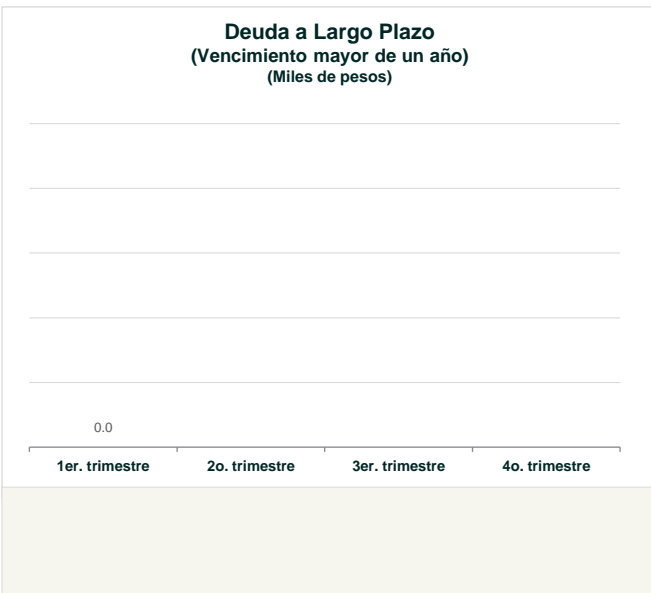 Deuda a Largo Plazo
(Vencimiento mayor de un año)
(Miles de pesos)
0.0
1er. trimestre 2o. trimestre 3er. trimestre 4o. trimestre